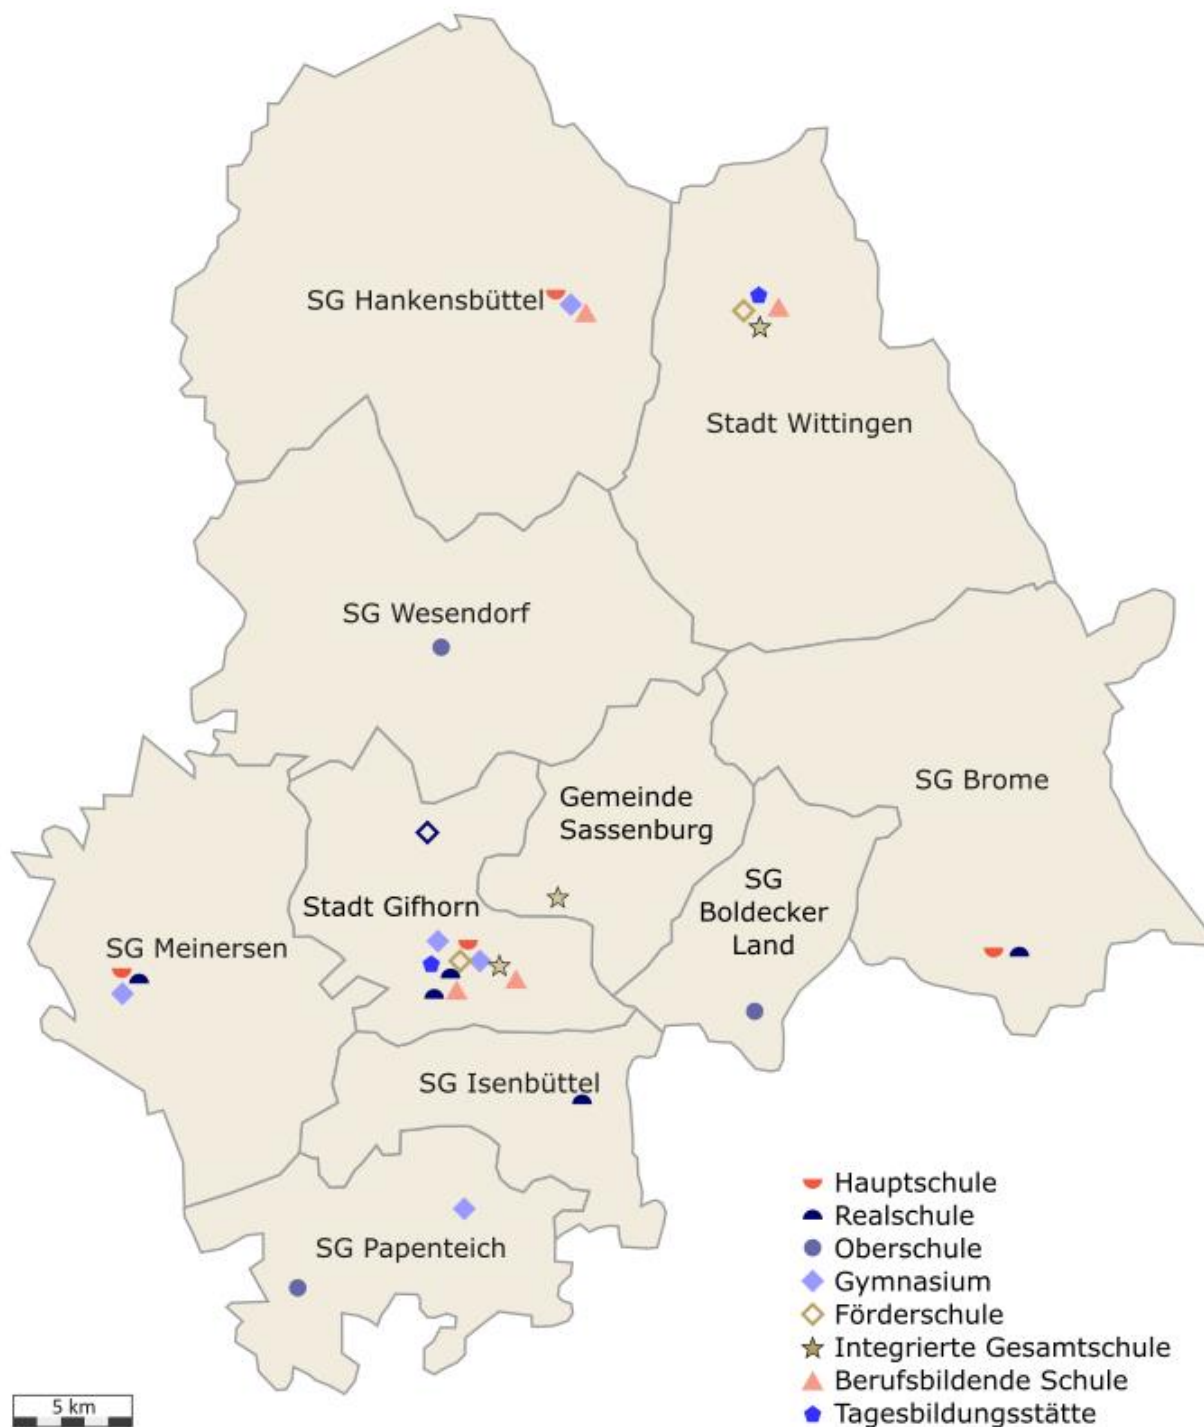 SG Hankensbüttel
Stadt Wittingen
SG Wesendorf
SG Brome
Gemeinde
Sassenburg
SG
Boldecker
Land
Stadt Gifhorn
SG Meinersen
SG Isenbüttel
SG Papenteich
Hauptschule
Realschule
Oberschule
Gymnasium
Förderschule
Integrierte Gesamtschule
Berufsbildende Schule
Tagesbildungsstätte
5 km